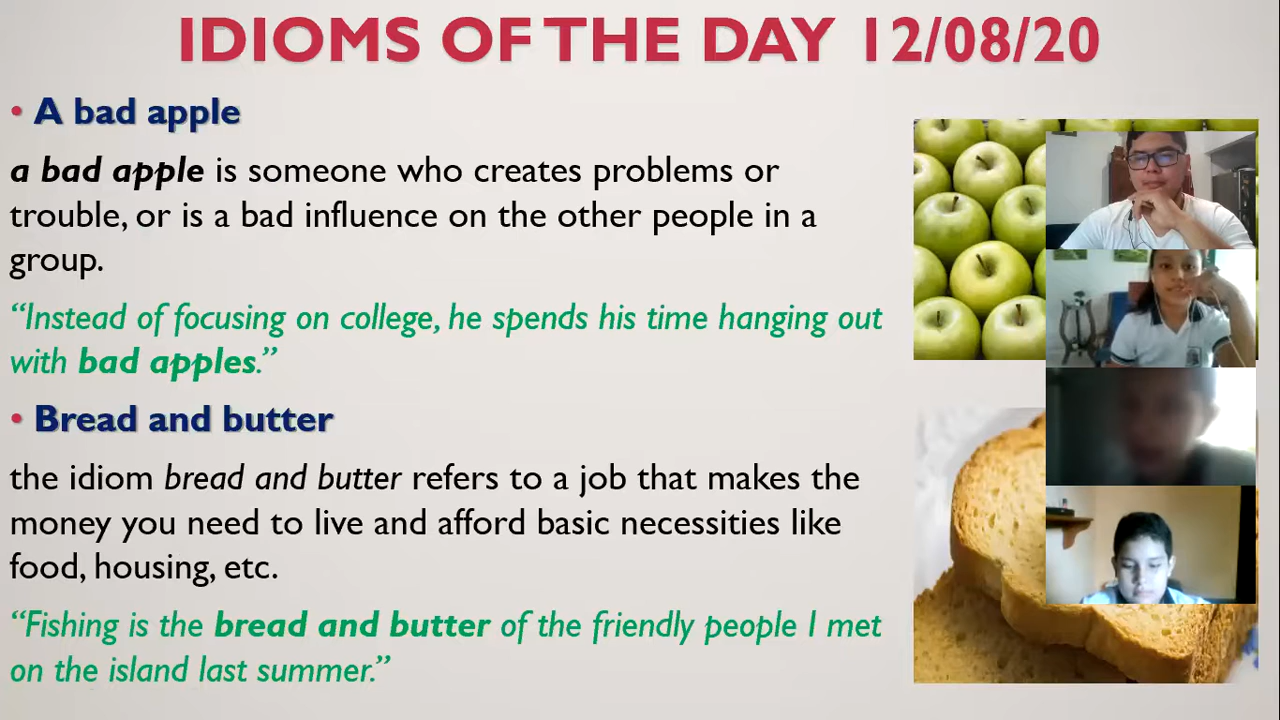 IDIOMS OF THE DAY 12/08/20
• A bad apple
a bad apple is someone who creates problems or
trouble, or is a bad influence on the other people in a
group.
“Instead of focusing on college, he spends his time hanging out
with bad apples.”
• Bread and butter
the idiom bread and butter refers to a job that makes the
money you need to live and afford basic necessities like
food, housing, etc.
“Fishing is the bread and butter of the friendly people I met
on the island last summer.”